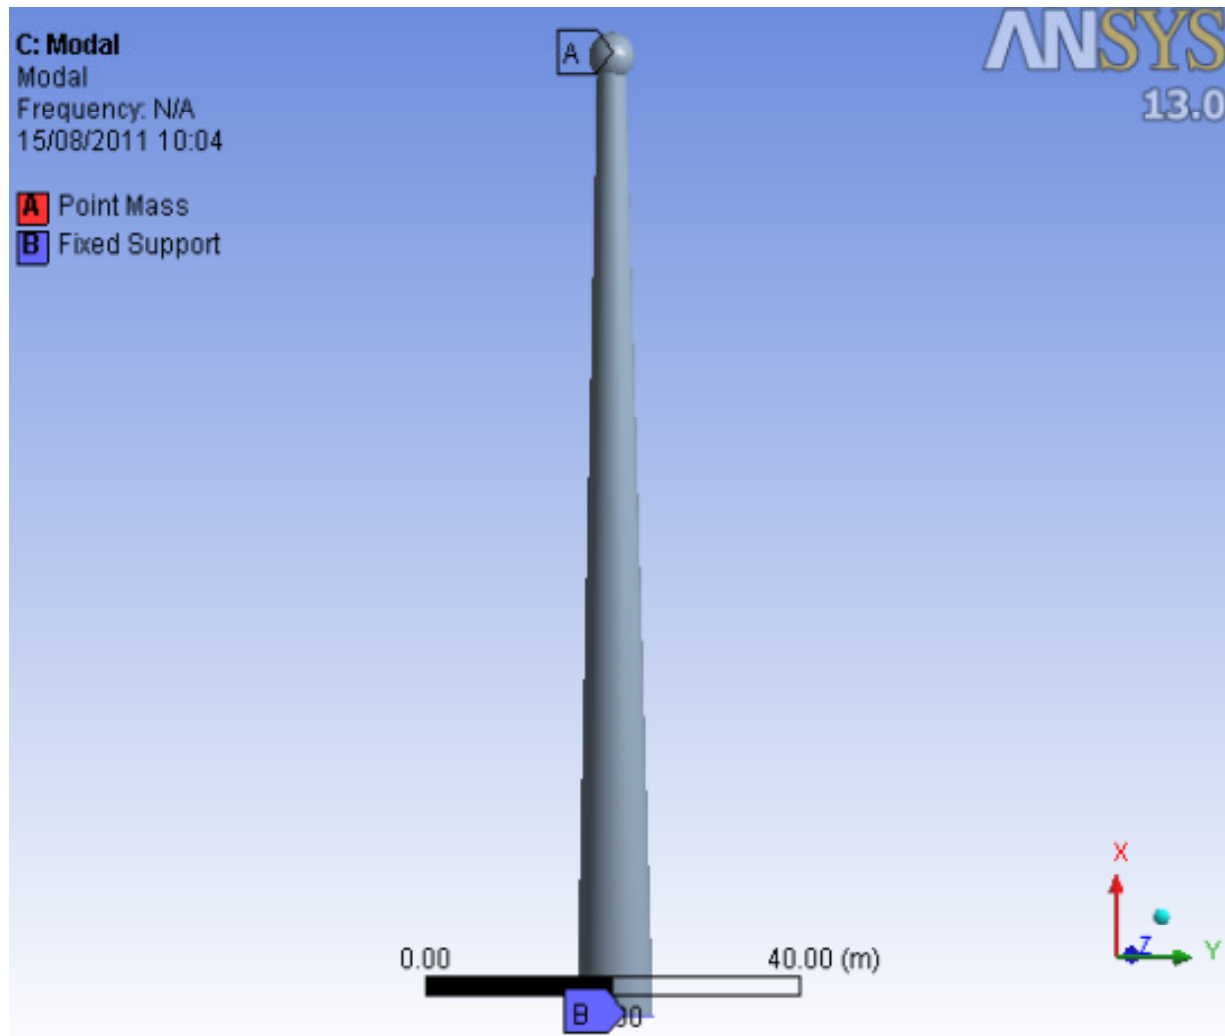 C: Modal
Modal
Frequency: N/A
15/08/2011 10:04
A Point Mass
B Fixed Support
A
ANSYS
13.0
X
Z
Y
0.00
40.00 (m)
B